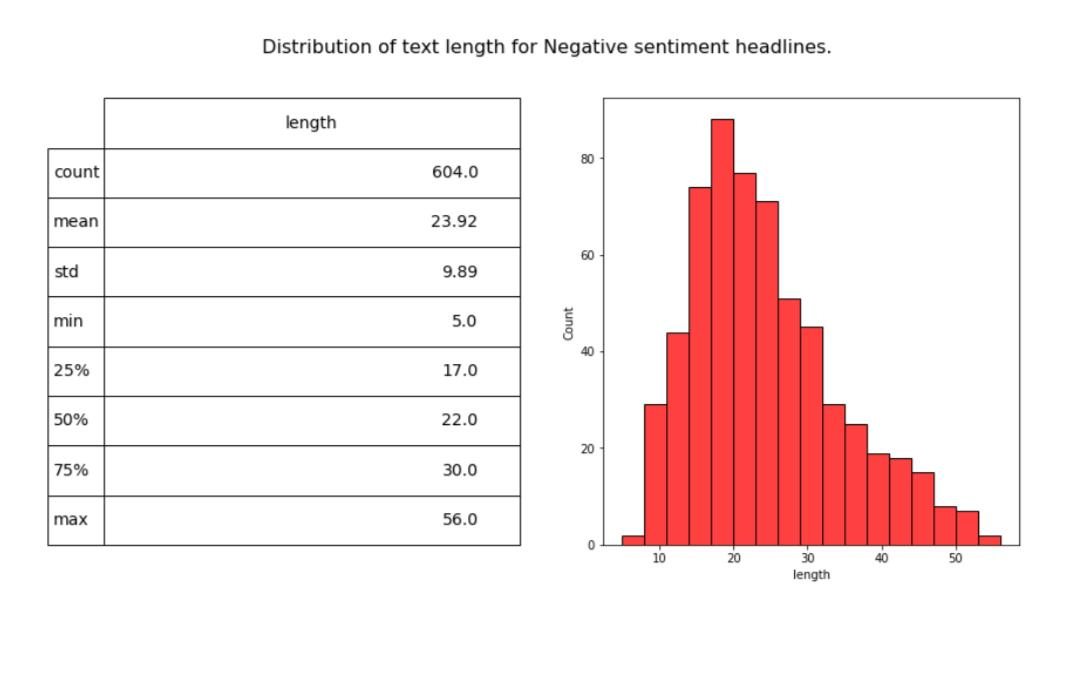 Distribution of text length for Negative sentiment headlines.
length
count 604.0
mean 23.92
std 9.89
min 5.0
25% 17.0
50% 22.0
75% 30.0
max 56.0
Count
80
60
40
20
0
10 20 30 40 50
length